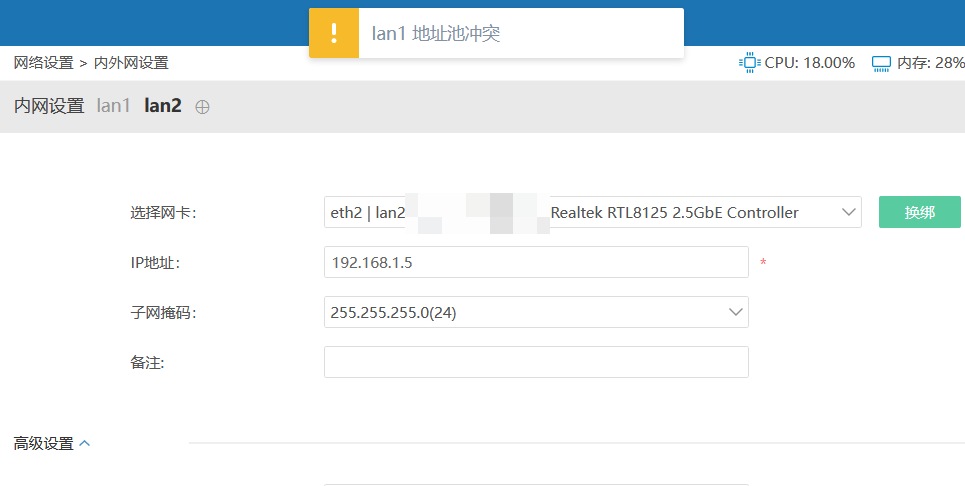 lan1 地址池冲突
网络设置 > 内外网设置
CPU: 18.00% 内存: 28%
内网设置 lan1 lan2
选择网卡: eth2 | lan2 Realtek RTL8125 2.5GbE Controller 换绑
IP地址: 192.168.1.5 *
子网掩码: 255.255.255.0(24)
备注:
高级设置